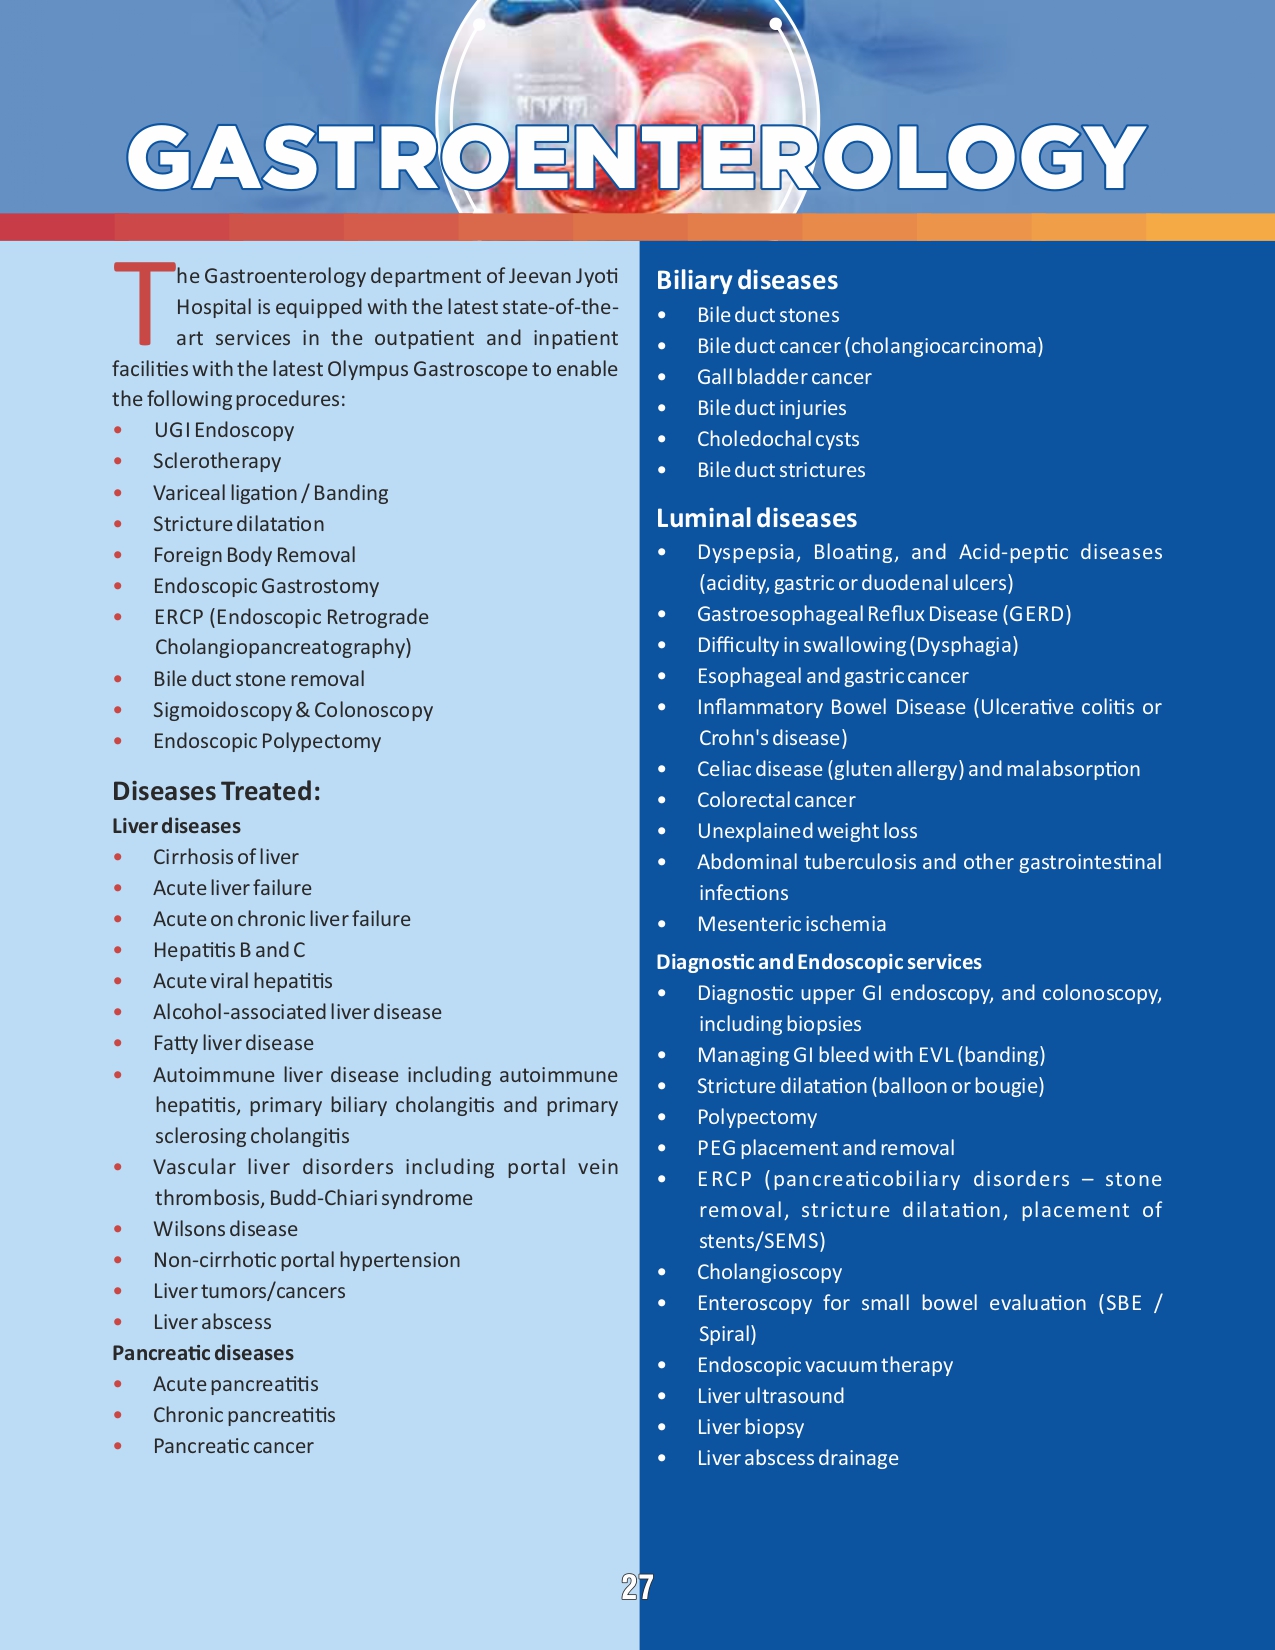 GASTROENTEROLOGY
The Gastroenterology department of Jeevan Jyoti
Hospital is equipped with the latest state-of-the-
art services in the outpatient and inpatient
facilities with the latest Olympus Gastroscope to enable
the following procedures:
• UGI Endoscopy
• Sclerotherapy
• Variceal ligation / Banding
• Stricture dilatation
• Foreign Body Removal
• Endoscopic Gastrostomy
• ERCP (Endoscopic Retrograde
Cholangiopancreatography)
• Bile duct stone removal
• Sigmoidoscopy & Colonoscopy
• Endoscopic Polypectomy
Diseases Treated:
Liver diseases
• Cirrhosis of liver
• Acute liver failure
• Acute on chronic liver failure
• Hepatitis B and C
• Acute viral hepatitis
• Alcohol-associated liver disease
• Fatty liver disease
• Autoimmune liver disease including autoimmune
hepatitis, primary biliary cholangitis and primary
sclerosing cholangitis
• Vascular liver disorders including portal vein
thrombosis, Budd-Chiari syndrome
• Wilsons disease
• Non-cirrhotic portal hypertension
• Liver tumors/cancers
• Liver abscess
Pancreatic diseases
• Acute pancreatitis
• Chronic pancreatitis
• Pancreatic cancer
Biliary diseases
• Bile duct stones
• Bile duct cancer (cholangiocarcinoma)
• Gall bladder cancer
• Bile duct injuries
• Choledochal cysts
• Bile duct strictures
Luminal diseases
• Dyspepsia, Bloating, and Acid-peptic diseases
(acidity, gastric or duodenal ulcers)
• Gastroesophageal Reflux Disease (GERD)
• Difficulty in swallowing (Dysphagia)
• Esophageal and gastric cancer
• Inflammatory Bowel Disease (Ulcerative colitis or
Crohn's disease)
• Celiac disease (gluten allergy) and malabsorption
• Colorectal cancer
• Unexplained weight loss
• Abdominal tuberculosis and other gastrointestinal
infections
• Mesenteric ischemia
Diagnostic and Endoscopic services
• Diagnostic upper GI endoscopy, and colonoscopy,
including biopsies
• Managing GI bleed with EVL (banding)
• Stricture dilatation (balloon or bougie)
• Polypectomy
• PEG placement and removal
• ERCP (pancreaticobiliary disorders – stone
removal, stricture dilatation, placement of
stents/SEMS)
• Cholangioscopy
• Enteroscopy for small bowel evaluation (SBE /
Spiral)
• Endoscopic vacuum therapy
• Liver ultrasound
• Liver biopsy
• Liver abscess drainage
27